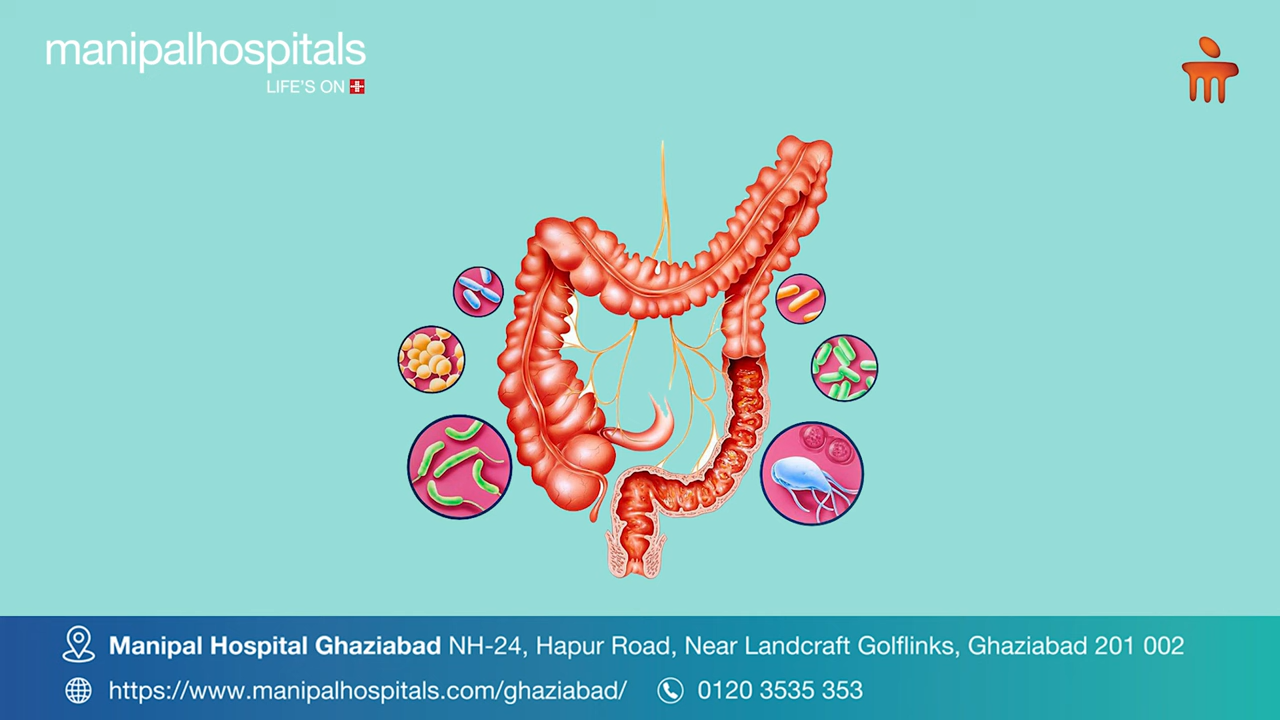 manipalhospitals
LIFE'S ON
Manipal Hospital Ghaziabad NH-24, Hapur Road, Near Landcraft Golflinks, Ghaziabad 201 002
https://www.manipalhospitals.com/ghaziabad/ 0120 3535 353